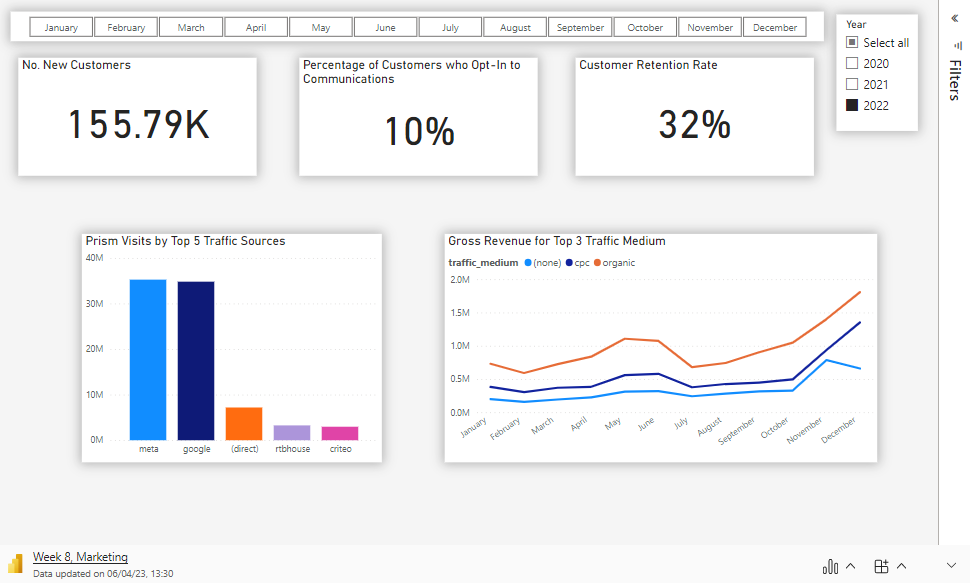 January February March April May June July August September October November December
Year
Select all
2020
2021
2022
Filters
No. New Customers
155.79K
Percentage of Customers who Opt-In to
Communications
10%
Customer Retention Rate
32%
Prism Visits by Top 5 Traffic Sources
40M
30M
20M
10M
0M
meta google (direct) rtbhouse criteo
Gross Revenue for Top 3 Traffic Medium
traffic_medium (none) cpc organic
2.0M
1.5M
1.0M
0.5M
0.0M
January February March April May June July August September October November December
Week 8, Marketing
Data updated on 06/04/23, 13:30